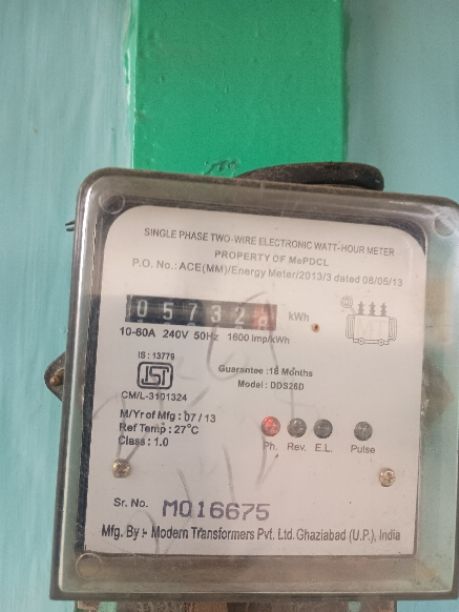 SINGLE PHASE TWO-WIRE ELECTRONIC WATT-HOUR METER
PROPERTY OF MePDCL
P.O. No.: ACE(MM)/Energy Meter/2013/3 dated 08/05/13
057328 kWh
10-60A 240V 50Hz 1600 imp/kWh
IS : 13779
Guarantee :18 Months
Model : DDS26D
CM/L-3101324
M/Yr of Mfg : 07 / 13
Ref Temp : 27°C
Class : 1.0
Ph. Rev. E.L. Pulse
Sr. No. M016675
Mfg. By :- Modern Transformers Pvt. Ltd. Ghaziabad (U.P.), India